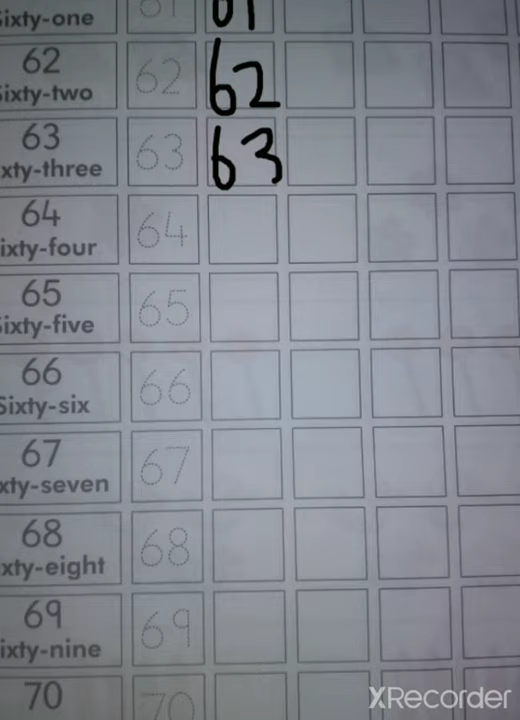 Sixty-one 61 61
62 62 62
Sixty-two
63 63 63
xty-three
64 64
ixty-four
65 65
Sixty-five
66 66
Sixty-six
67 67
xty-seven
68 68
xty-eight
69 69
ixty-nine
70 70
XRecorder